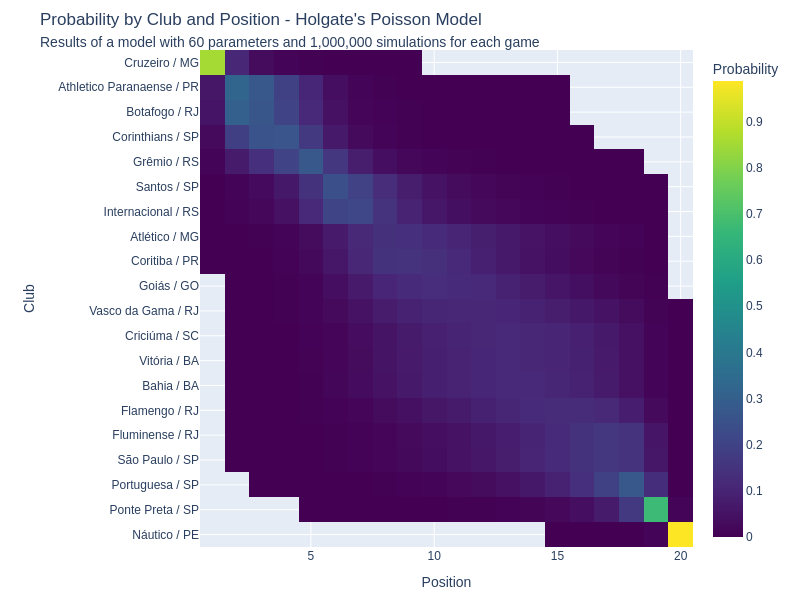 Probability by Club and Position - Holgate's Poisson Model
Results of a model with 60 parameters and 1,000,000 simulations for each game
Probability
Cruzeiro / MG
Athletico Paranaense / PR
Botafogo / RJ
Corinthians / SP
Grêmio / RS
Santos / SP
Internacional / RS
Atlético / MG
Coritiba / PR
Goiás / GO
Vasco da Gama / RJ
Criciúma / SC
Vitória / BA
Bahia / BA
Flamengo / RJ
Fluminense / RJ
São Paulo / SP
Portuguesa / SP
Ponte Preta / SP
Náutico / PE
Club
5
10
15
20
Position
0.9
0.8
0.7
0.6
0.5
0.4
0.3
0.2
0.1
0